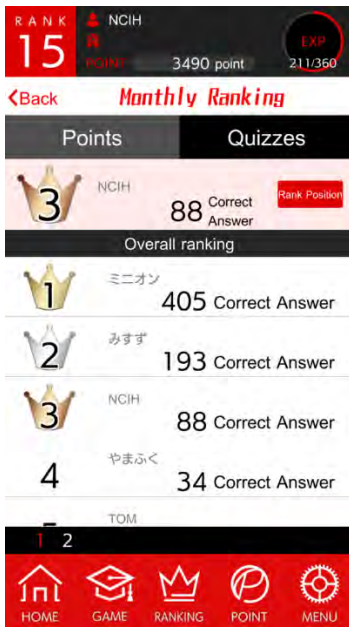 RANK
15
NCIH
POINT 3490 point
EXP
211/360
Back
Monthly Ranking
Points
Quizzes
3
NCIH
88 Correct Answer
Rank Position
Overall ranking
1
ミニオン
405 Correct Answer
2
みすず
193 Correct Answer
3
NCIH
88 Correct Answer
4
やまふく
34 Correct Answer
TOM
1 2
HOME
GAME
RANKING
POINT
MENU